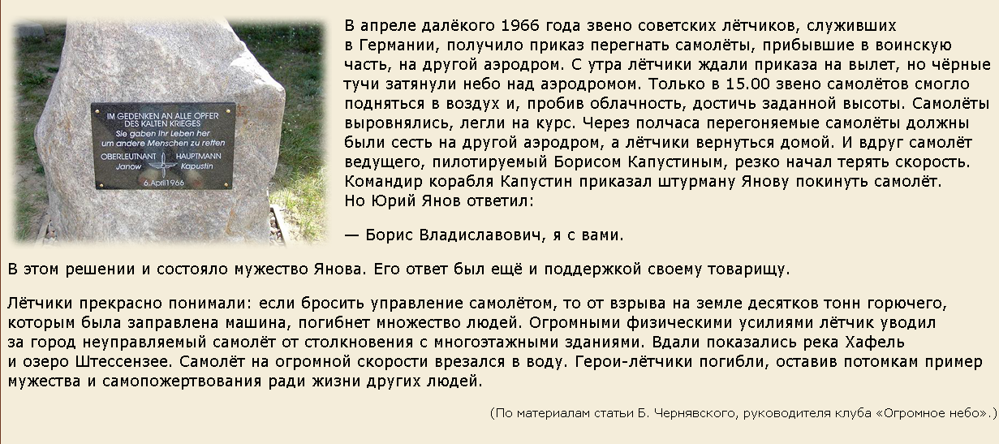 IM GEDENKEN AN ALLE OPFER
DES KALTEN KRIEGES
Sie gaben ihr Leben her
um andere Menschen zu retten
OBERLEUTNANT HAUPTMANN
Janow Kapustin
6.April1966
В апреле далёкого 1966 года звено советских лётчиков, служивших
в Германии, получило приказ перегнать самолёты, прибывшие в воинскую
часть, на другой аэродром. С утра лётчики ждали приказа на вылет, но чёрные
тучи затянули небо над аэродромом. Только в 15.00 звено самолётов смогло
подняться в воздух и, пробив облачность, достичь заданной высоты. Самолёты
выровнялись, легли на курс. Через полчаса перегоняемые самолёты должны
были сесть на другой аэродром, а лётчики вернуться домой. И вдруг самолёт
ведущего, пилотируемый Борисом Капустиным, резко начал терять скорость.
Командир корабля Капустин приказал штурману Янову покинуть самолёт.
Но Юрий Янов ответил:
— Борис Владиславович, я с вами.
В этом решении и состояло мужество Янова. Его ответ был ещё и поддержкой своему товарищу.
Лётчики прекрасно понимали: если бросить управление самолётом, то от взрыва на земле десятков тонн горючего,
которым была заправлена машина, погибнет множество людей. Огромными физическими усилиями лётчик уводил
за город неуправляемый самолёт от столкновения с многоэтажными зданиями. Вдали показались река Хафель
и озеро Штессензее. Самолёт на огромной скорости врезался в воду. Герои-лётчики погибли, оставив потомкам пример
мужества и самопожертвования ради жизни других людей.
(По материалам статьи Б. Чернявского, руководителя клуба «Огромное небо».)